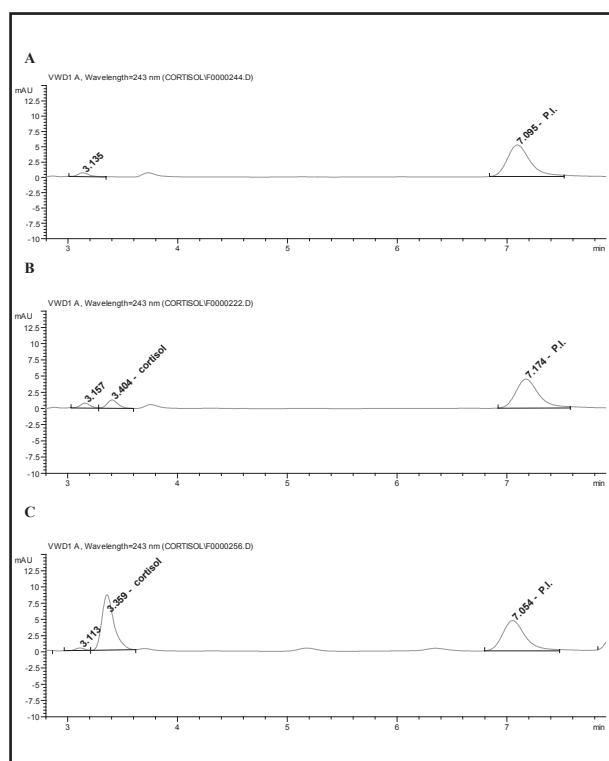 A
VWD1 A, Wavelength=243 nm (CORTISOL\F0000244.D)
mAU
12.5
10
7.5
5
2.5
0
-2.5
-5
-7.5
-10
3.135
7.095 - P.I.
3 4 5 6 7 min
B
VWD1 A, Wavelength=243 nm (CORTISOL\F0000222.D)
mAU
12.5
10
7.5
5
2.5
0
-2.5
-5
-7.5
-10
3.157
3.404 - cortisol
7.174 - P.I.
3 4 5 6 7 min
C
VWD1 A, Wavelength=243 nm (CORTISOL\F0000256.D)
mAU
12.5
10
7.5
5
2.5
0
-2.5
-5
-7.5
-10
3.113
3.359 - cortisol
7.054 - P.I.
3 4 5 6 7 min